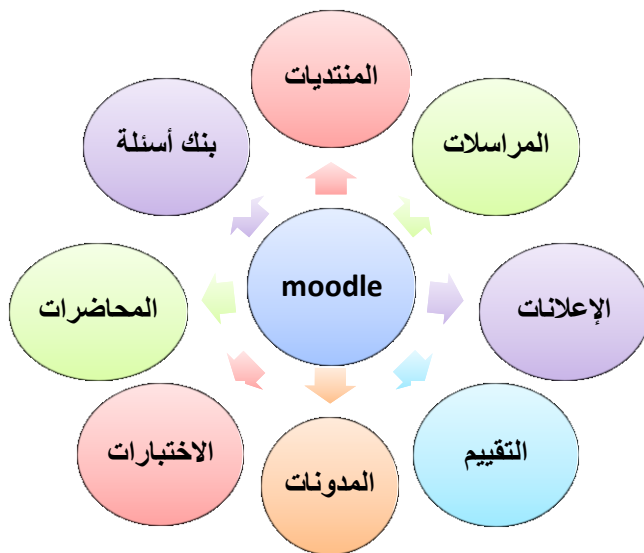 المنتديات
المراسلات
بنك أسئلة
moodle
الإعلانات
المحاضرات
التقييم
الاختبارات
المدونات